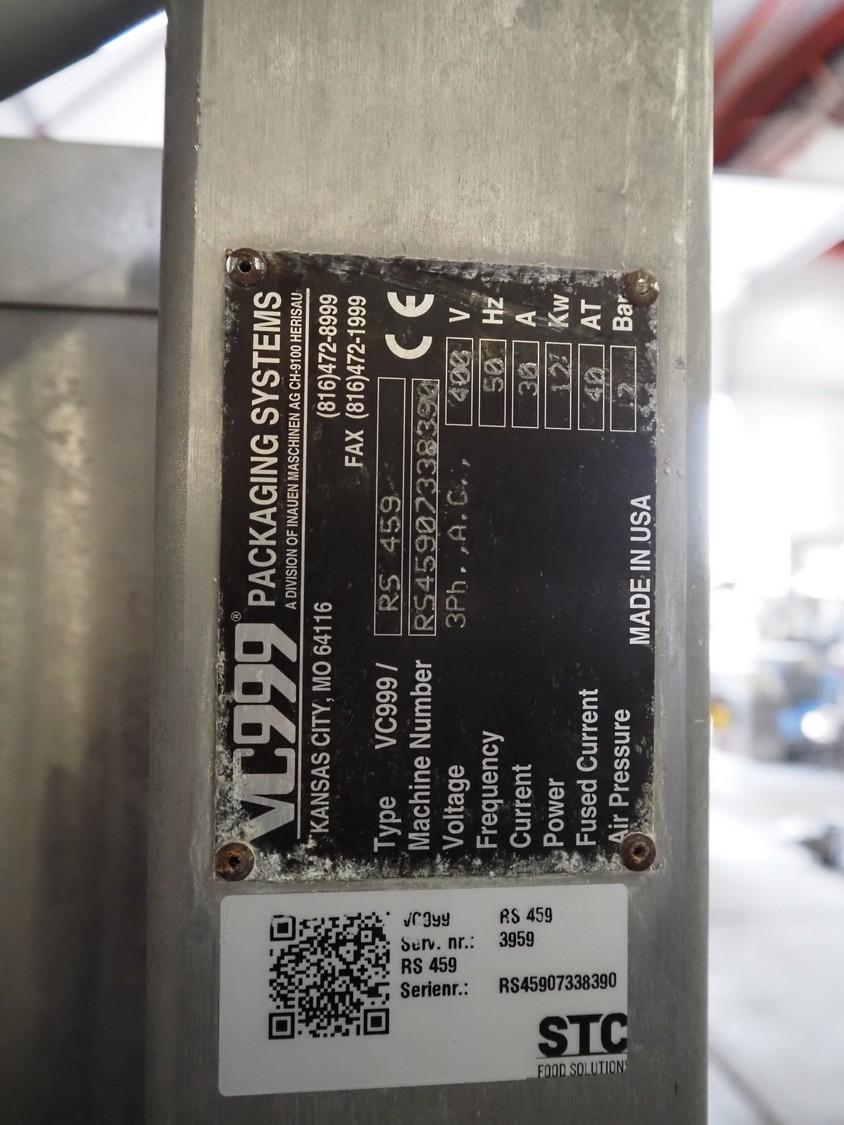 VC999® PACKAGING SYSTEMS
A DIVISION OF INAUEN MASCHINEN AG CH-9100 HERISAU
KANSAS CITY, MO 64116 (816)472-8999
FAX (816)472-1999
Type VC999 / RS 459 CE
Machine Number RS45907338390
Voltage 3Ph.,A.C., 400 V
Frequency 50 Hz
Current 30 A
Power 12 Kw
Fused Current 40 AT
Air Pressure 7 Bar
MADE IN USA
VC999 RS 459
Serv. nr.: 3959
RS 459
Serienr.: RS45907338390
STC
FOOD SOLUTION